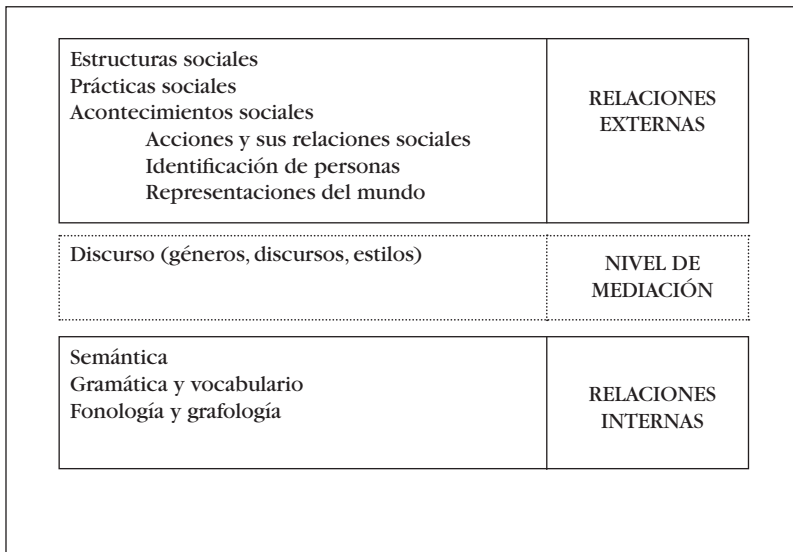 Estructuras sociales
Prácticas sociales
Acontecimientos sociales
Acciones y sus relaciones sociales
Identificación de personas
Representaciones del mundo
RELACIONES
EXTERNAS
Discurso (géneros, discursos, estilos)
NIVEL DE
MEDIACIÓN
Semántica
Gramática y vocabulario
Fonología y grafología
RELACIONES
INTERNAS